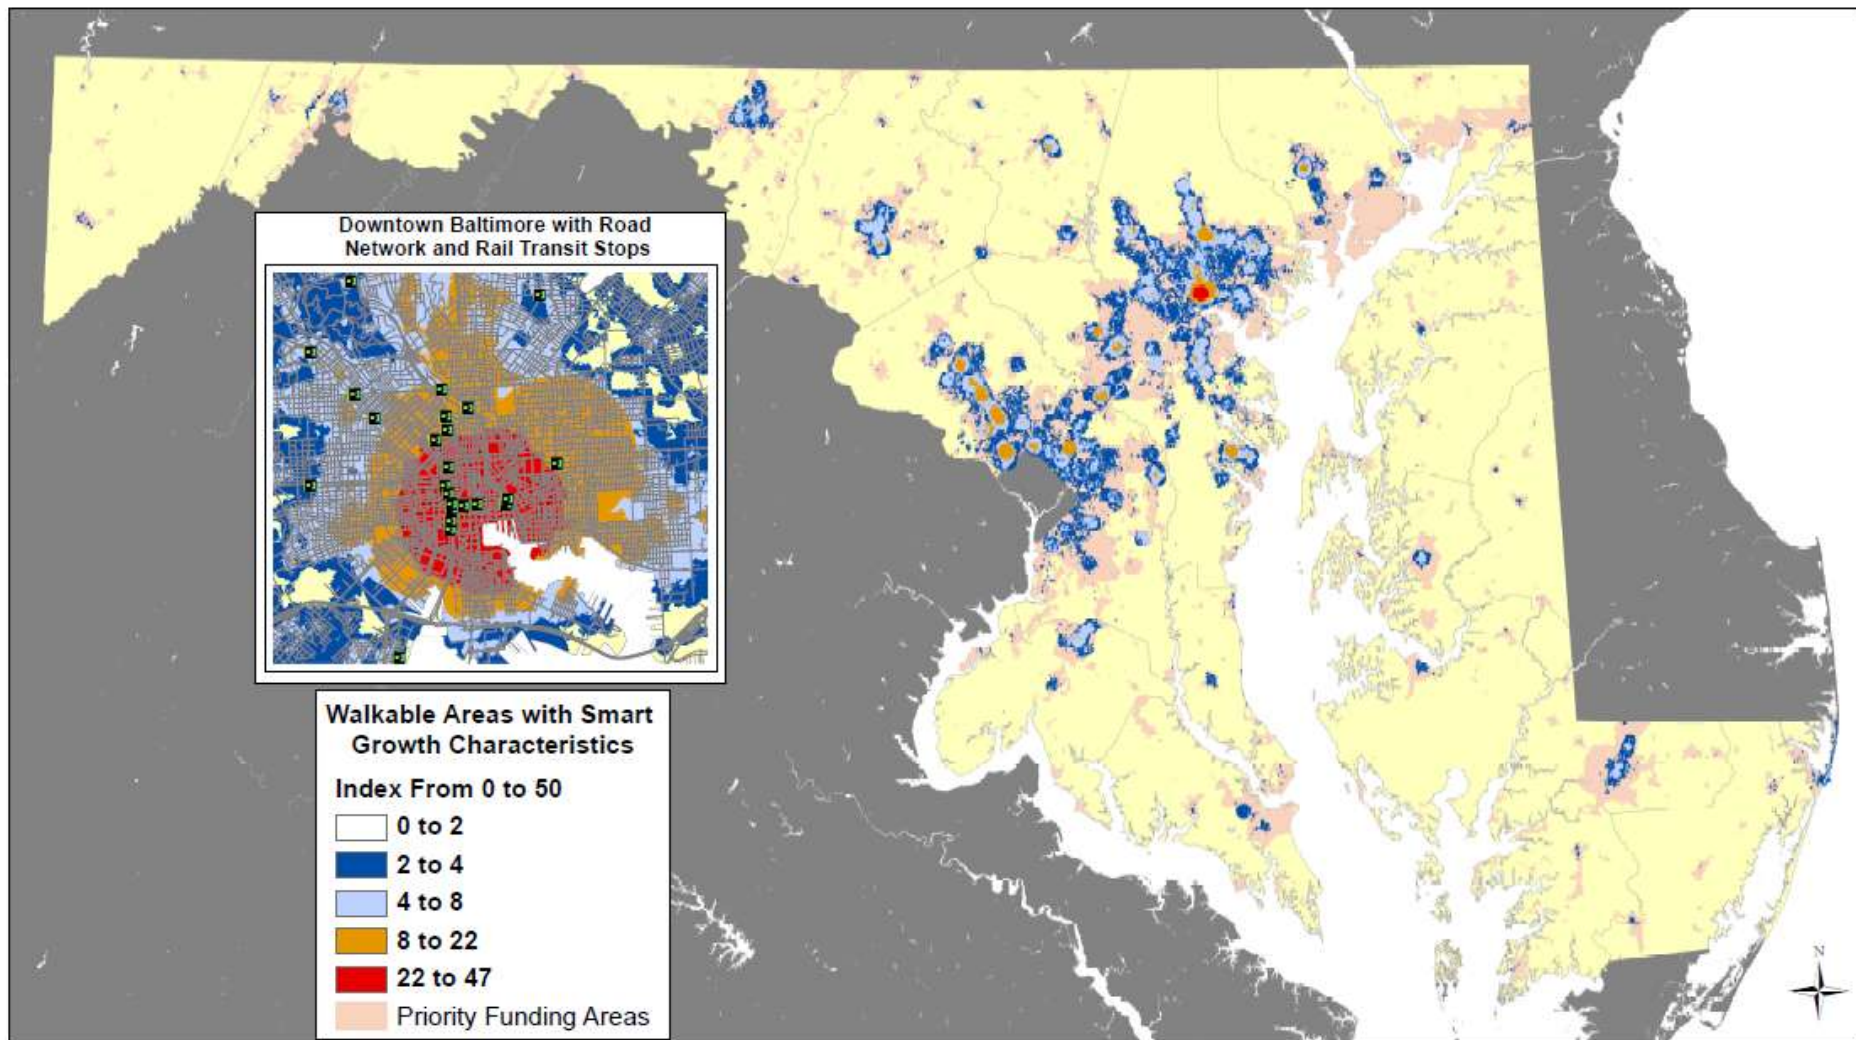 Downtown Baltimore with Road
Network and Rail Transit Stops
Walkable Areas with Smart
Growth Characteristics
Index From 0 to 50
0 to 2
2 to 4
4 to 8
8 to 22
22 to 47
Priority Funding Areas
N